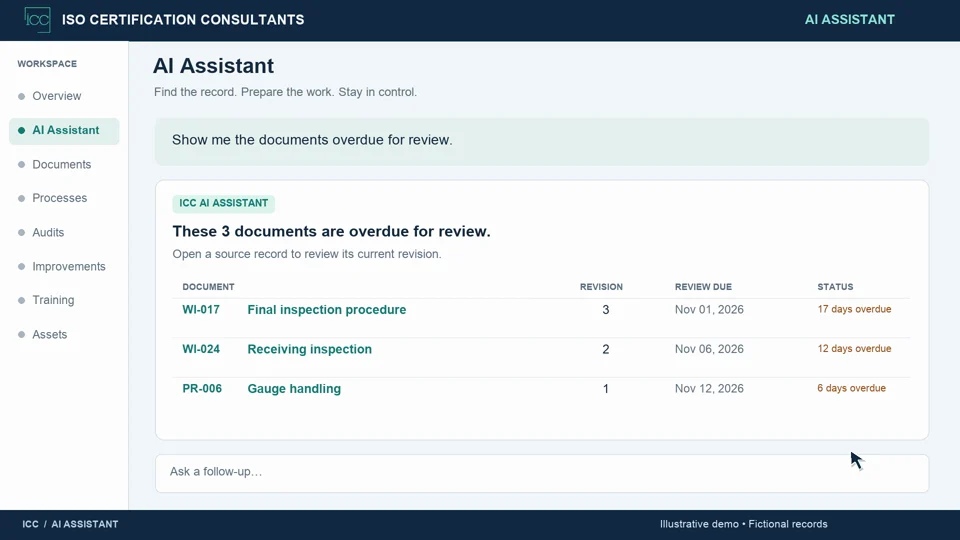 ICC ISO CERTIFICATION CONSULTANTS AI ASSISTANT
WORKSPACE
Overview
AI Assistant
Documents
Processes
Audits
Improvements
Training
Assets
AI Assistant
Find the record. Prepare the work. Stay in control.
Show me the documents overdue for review.
ICC AI ASSISTANT
These 3 documents are overdue for review.
Open a source record to review its current revision.
DOCUMENT REVISION REVIEW DUE STATUS
WI-017 Final inspection procedure 3 Nov 01, 2026 17 days overdue
WI-024 Receiving inspection 2 Nov 06, 2026 12 days overdue
PR-006 Gauge handling 1 Nov 12, 2026 6 days overdue
Ask a follow-up…
ICC / AI ASSISTANT Illustrative demo • Fictional records